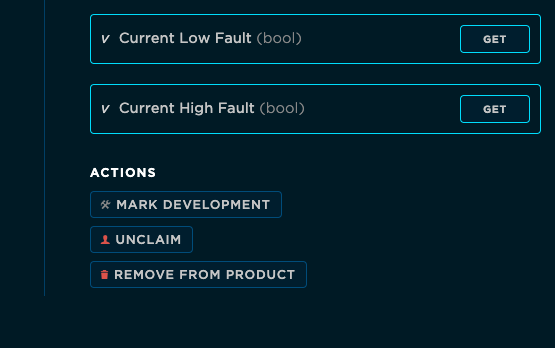 v Current Low Fault (bool) GET
v Current High Fault (bool) GET
ACTIONS
MARK DEVELOPMENT
UNCLAIM
REMOVE FROM PRODUCT